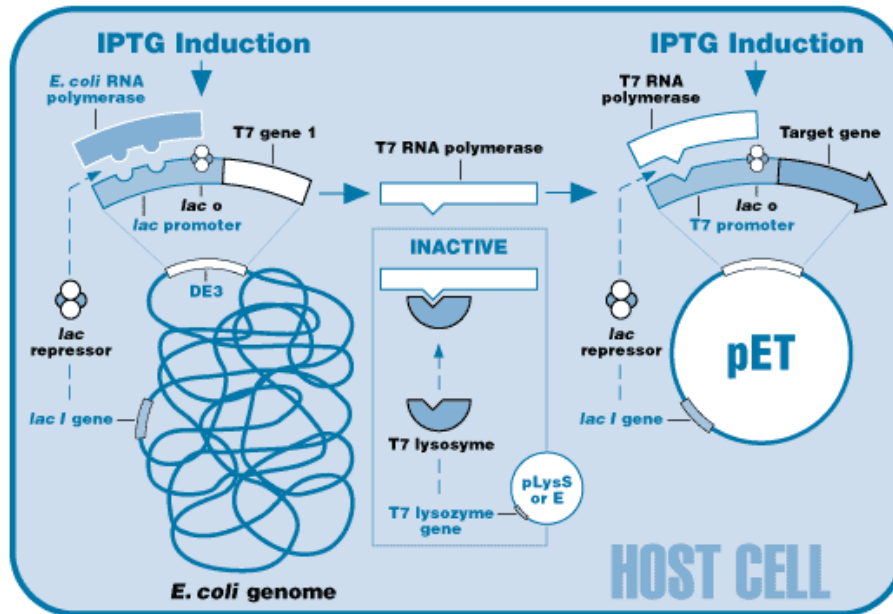 IPTG Induction
E. coli RNA
polymerase
T7 gene 1
lac o
lac promoter
DE3
lac
repressor
lac I gene
E. coli genome
T7 RNA polymerase
INACTIVE
T7 lysosyme
T7 lysozyme
gene
pLysS
or E
IPTG Induction
T7 RNA
polymerase
Target gene
lac o
T7 promoter
lac
repressor
lac I gene
pET
HOST CELL